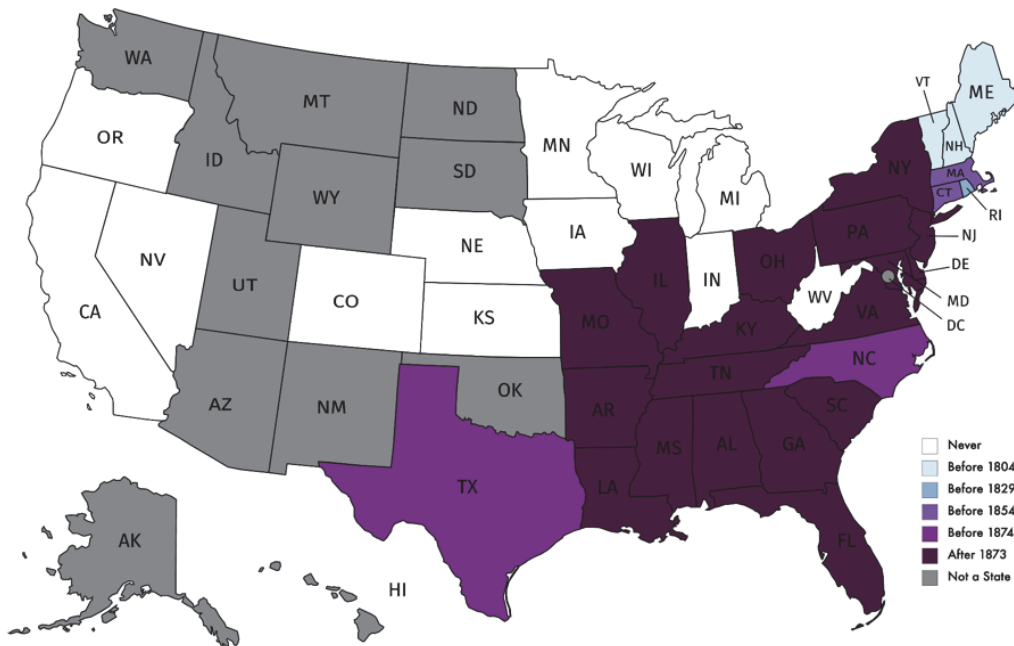 WA
MT
ND
MN
VT
ME
OR
ID
SD
WI
NH
NY
MA
WY
MI
CT
RI
IA
PA
NJ
NE
NV
OH
IL
IN
DE
UT
CO
WV
MD
CA
KS
MO
VA
DC
KY
NC
TN
OK
AZ
NM
AR
SC
MS
AL
GA
Never
Before 1804
TX
LA
Before 1829
Before 1854
Before 1874
AK
FL
After 1873
HI
Not a State